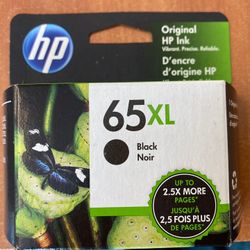 hp
Original
HP Ink
Vibrant. Precise. Reliable.
D'encre
d'origine HP
65XL
Black
Noir
UP TO
2.5X MORE
PAGES
JUSQU'À
2,5 FOIS PLUS
DE PAGES